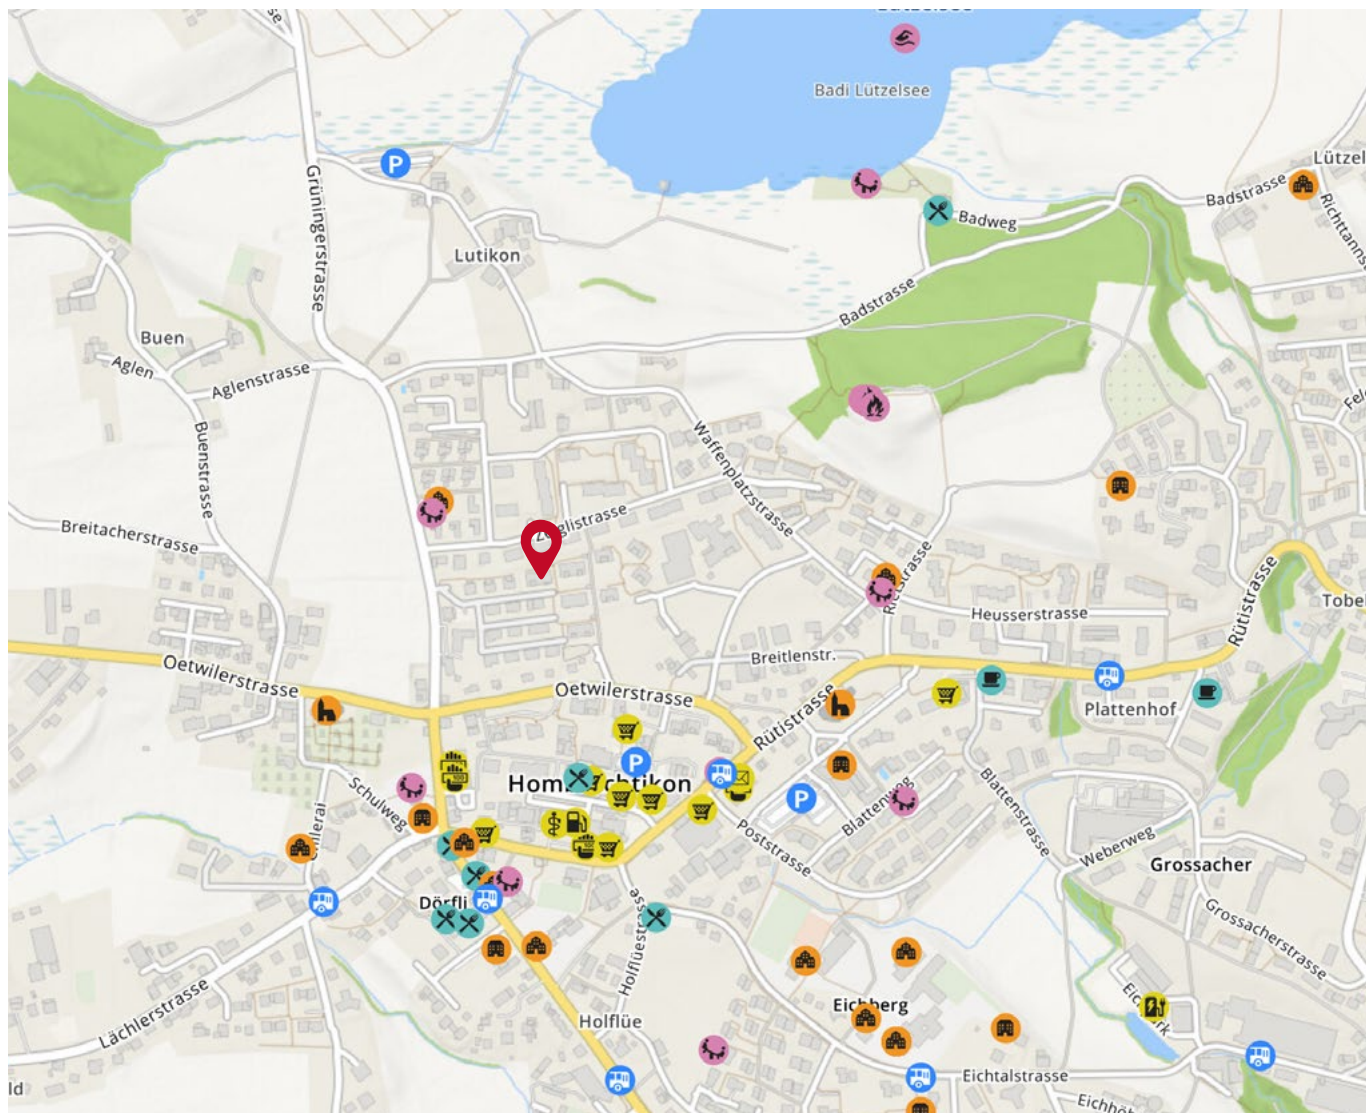 Badi Lützelsee
Grüningerstrasse
Lützel
Badstrasse
Badweg
Lutikon
Badstrasse
Buen
Aglen
Aglenstrasse
Buenstrasse
Waffenplatzstrasse
Breitacherstrasse
Rütistrasse
Heusserstrasse
Tobel
Breitlenstr.
Oetwilerstrasse
Oetwilerstrasse
Rütistrasse
Plattenhof
Schulweg
Blattenweg
Blattenstrasse
Poststrasse
Weberweg
Grossacher
Dörfli
Grossacherstrasse
Lächlerstrasse
Holflüe
Eichberg
Eichtalstrasse
P
P
P
ld